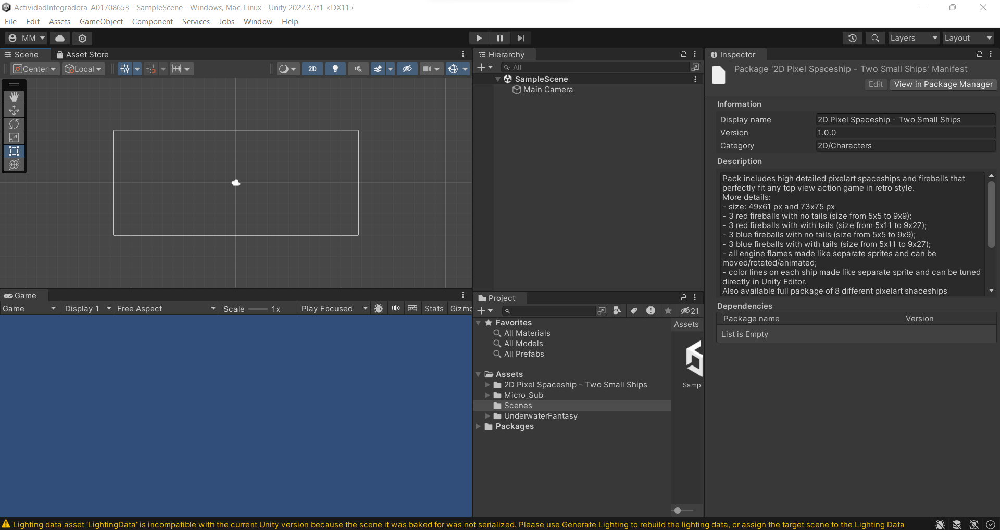 ActividadIntegradora_A01708653 - SampleScene - Windows, Mac, Linux - Unity 2022.3.7f1 <DX11>
File Edit Assets GameObject Component Services Jobs Window Help
MM
Layers
Layout
Scene
Asset Store
Center
Local
2D
Hierarchy
All
SampleScene
Main Camera
Inspector
Package '2D Pixel Spaceship - Two Small Ships' Manifest
Edit
View in Package Manager
Information
Display name 2D Pixel Spaceship - Two Small Ships
Version 1.0.0
Category 2D/Characters
Description
Pack includes high detailed pixelart spaceships and fireballs that
perfectly fit any top view action game in retro style.
More details:
- size: 49x61 px and 73x75 px
- 3 red fireballs with no tails (size from 5x5 to 9x9);
- 3 red fireballs with with tails (size from 5x11 to 9x27);
- 3 blue fireballs with no tails (size from 5x5 to 9x9);
- 3 blue fireballs with with tails (size from 5x11 to 9x27);
- all engine flames made like separate sprites and can be
moved/rotated/animated;
- color lines on each ship made like separate sprite and can be tuned
directly in Unity Editor.
Also available full package of 8 different pixelart shaceships
Dependencies
Package name Version
List is Empty
Game
Game Display 1 Free Aspect Scale 1x Play Focused Stats Gizmo
Project
21
Favorites
All Materials
All Models
All Prefabs
Assets
2D Pixel Spaceship - Two Small Ships
Micro_Sub
Scenes
UnderwaterFantasy
Packages
Assets
Sampl
Lighting data asset 'LightingData' is incompatible with the current Unity version because the scene it was baked for was not serialized. Please use Generate Lighting to rebuild the lighting data, or assign the target scene to the Lighting Data